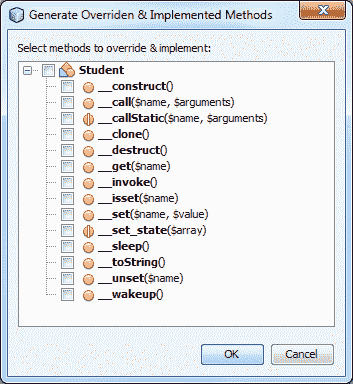 Generate Overriden & Implemented Methods
Select methods to override & implement:
Student
__construct()
__call($name, $arguments)
__callStatic($name, $arguments)
__clone()
__destruct()
__get($name)
__invoke()
__isset($name)
__set($name, $value)
__set_state($array)
__sleep()
__toString()
__unset($name)
__wakeup()
OK Cancel